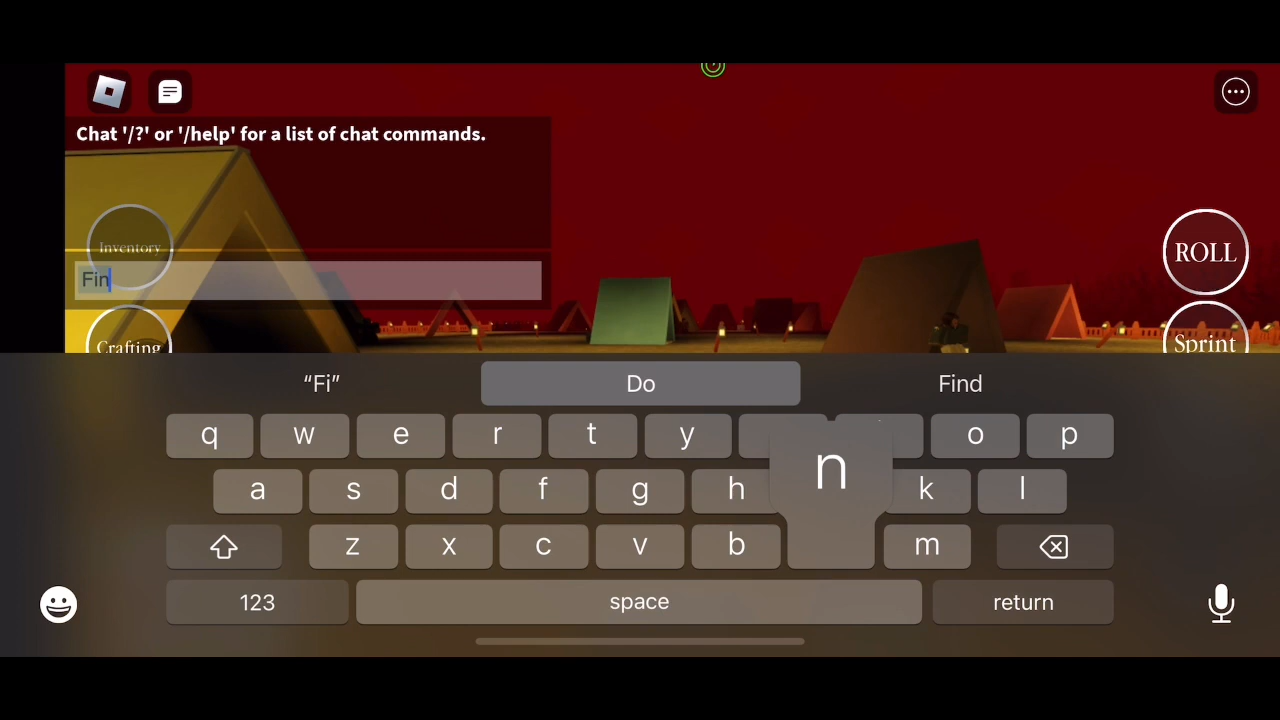 Chat '/?' or '/help' for a list of chat commands.
Inventory
Fin
Crafting
ROLL
Sprint
“Fi”
Do
Find
q w e r t y o p
a s d f g h k l
n
z x c v b m
123
space
return